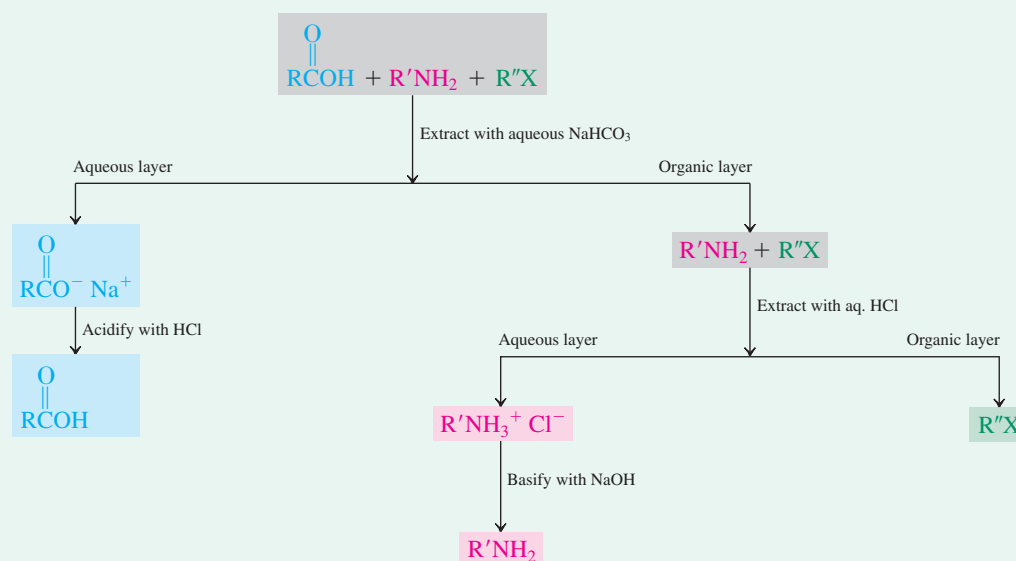 O
RCOH + R′NH₂ + R″X
Extract with aqueous NaHCO₃
Aqueous layer
Organic layer
O
RCO⁻ Na⁺
R′NH₂ + R″X
Acidify with HCl
Extract with aq. HCl
Aqueous layer
Organic layer
O
RCOH
R′NH₃⁺ Cl⁻
R″X
Basify with NaOH
R′NH₂